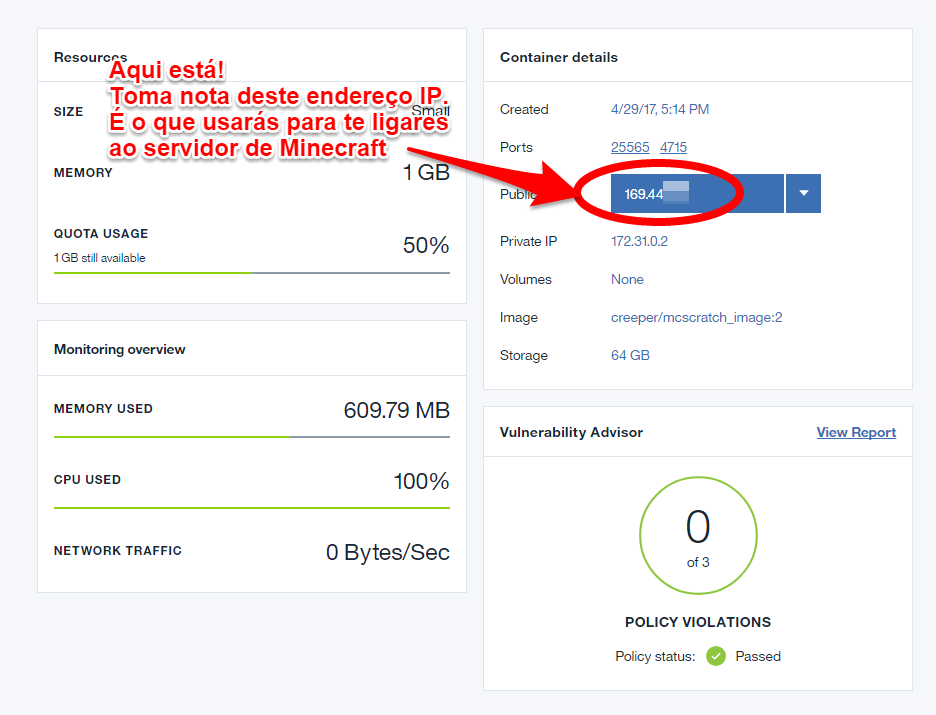 Resources
Aqui está!
Toma nota deste endereço IP.
É o que usarás para te ligares
ao servidor de Minecraft
SIZE Small
MEMORY 1 GB
QUOTA USAGE 50%
1 GB still available
Monitoring overview
MEMORY USED 609.79 MB
CPU USED 100%
NETWORK TRAFFIC 0 Bytes/Sec
Container details
Created 4/29/17, 5:14 PM
Ports 25565 4715
169.44
Private IP 172.31.0.2
Volumes None
Image creeper/mcscratch_image:2
Storage 64 GB
Vulnerability Advisor View Report
0
of 3
POLICY VIOLATIONS
Policy status: Passed